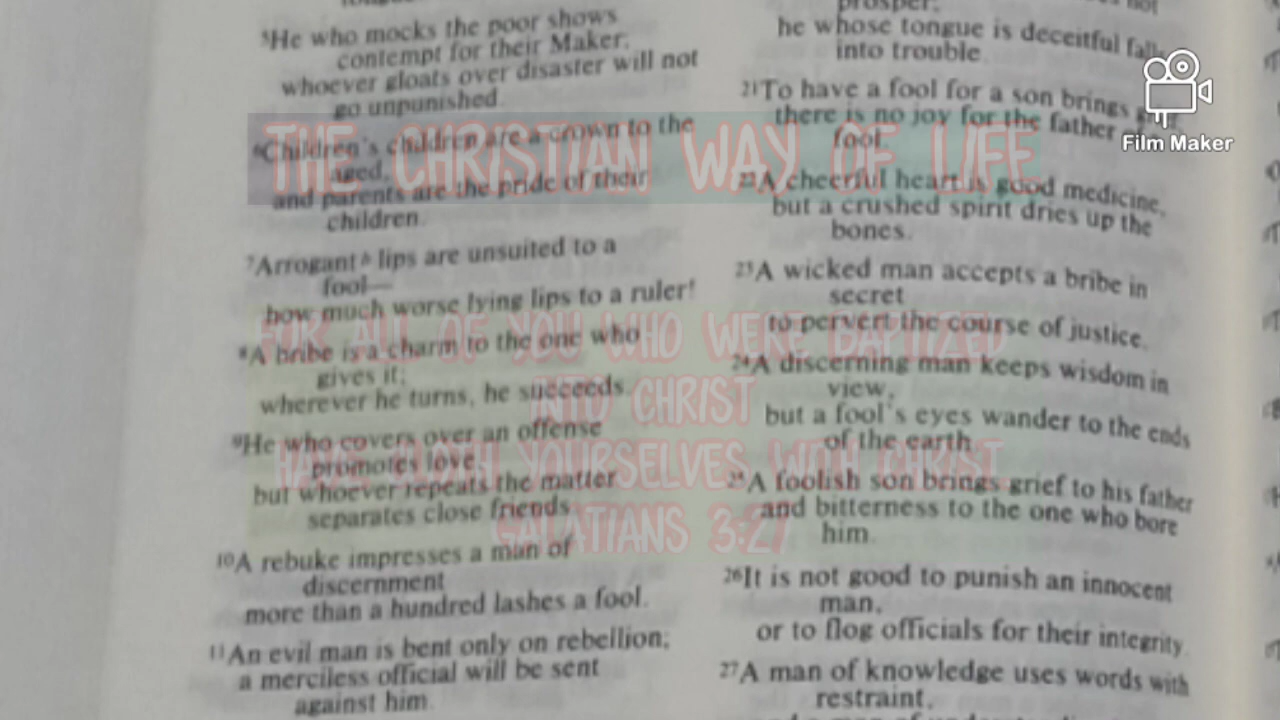 ⁵He who mocks the poor shows
contempt for their Maker;
whoever gloats over disaster will not
go unpunished.
⁶Children's children are a crown to the
aged,
and parents are the pride of their
children.
⁷Arrogantᵇ lips are unsuited to a
fool—
how much worse lying lips to a ruler!
⁸A bribe is a charm to the one who
gives it;
wherever he turns, he succeeds.
⁹He who covers over an offense
promotes love,
but whoever repeats the matter
separates close friends.
¹⁰A rebuke impresses a man of
discernment
more than a hundred lashes a fool.
¹¹An evil man is bent only on rebellion;
a merciless official will be sent
against him.
prosper;
he whose tongue is deceitful falls
into trouble.
²¹To have a fool for a son brings
there is no joy for the father
fool.
²²A cheerful heart is good medicine,
but a crushed spirit dries up the
bones.
²³A wicked man accepts a bribe in
secret
to pervert the course of justice.
²⁴A discerning man keeps wisdom in
view,
but a fool's eyes wander to the ends
of the earth.
²⁵A foolish son brings grief to his father
and bitterness to the one who bore
him.
²⁶It is not good to punish an innocent
man,
or to flog officials for their integrity.
²⁷A man of knowledge uses words with
restraint,
THE CHRISTIAN WAY OF LIFE
FOR ALL OF YOU WHO WERE BAPTIZED
INTO CHRIST
HAVE CLOTH YOURSELVES WITH CHRIST
GALATIANS 3:27
Film Maker